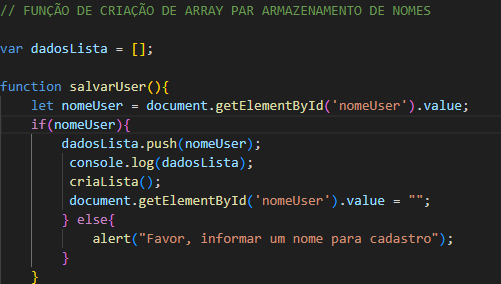 // FUNÇÃO DE CRIAÇÃO DE ARRAY PAR ARMAZENAMENTO DE NOMES
var dadosLista = [];
function salvarUser(){
let nomeUser = document.getElementById('nomeUser').value;
if(nomeUser){
dadosLista.push(nomeUser);
console.log(dadosLista);
criaLista();
document.getElementById('nomeUser').value = "";
} else{
alert("Favor, informar um nome para cadastro");
}
}